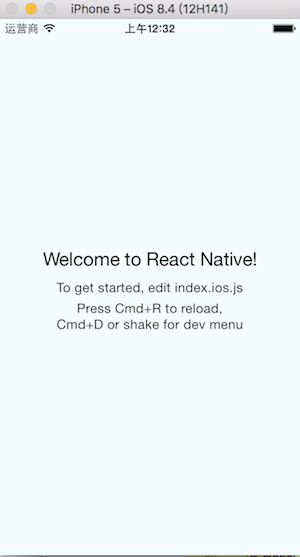 iPhone 5 – iOS 8.4 (12H141)
运营商 上午12:32
Welcome to React Native!
To get started, edit index.ios.js
Press Cmd+R to reload,
Cmd+D or shake for dev menu